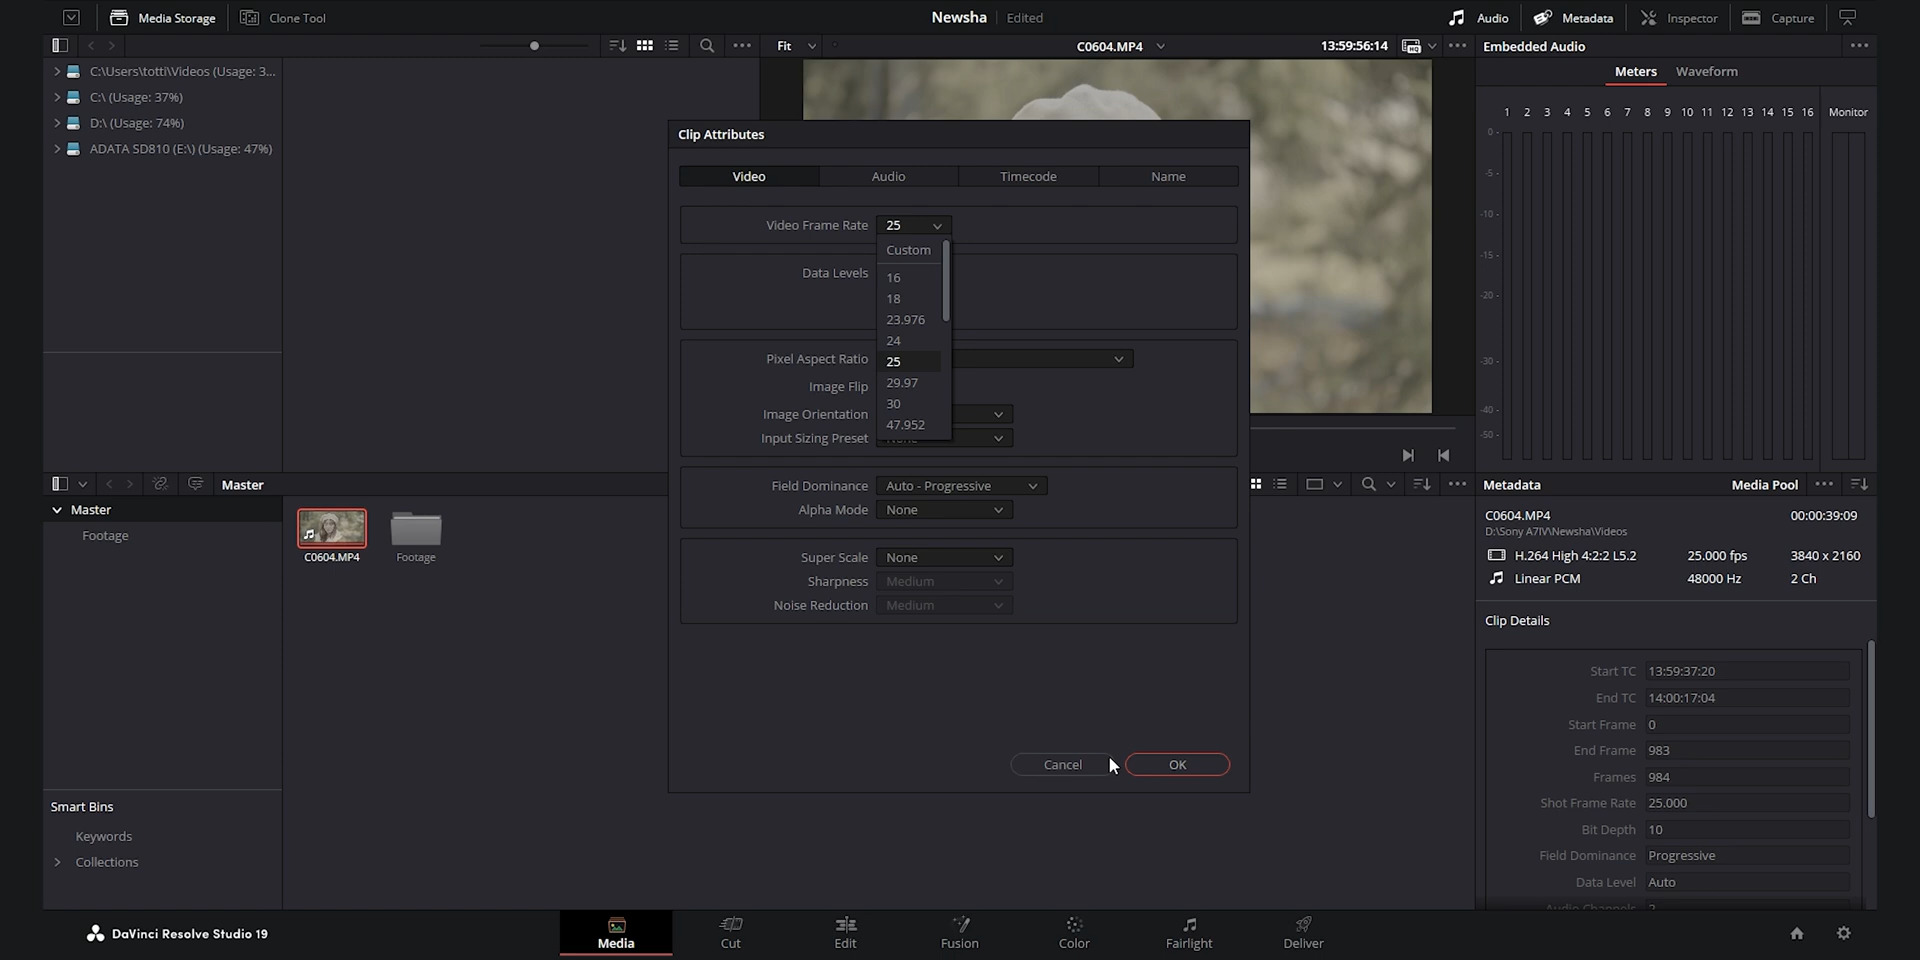 Media Storage
Clone Tool
Newsha
Edited
Audio
Metadata
Inspector
Capture
Fit
C0604.MP4
13:59:56:14
Embedded Audio
Meters
Waveform
C:\Users\totti\Videos (Usage: 3...
C:\ (Usage: 37%)
D:\ (Usage: 74%)
ADATA SD810 (E:\) (Usage: 47%)
1 2 3 4 5 6 7 8 9 10 11 12 13 14 15 16 Monitor
0 -
-5 -
-10 -
-15 -
-20 -
-30 -
-40 -
-50 -
Clip Attributes
Video
Audio
Timecode
Name
Video Frame Rate
25
Custom
16
18
23.976
24
25
29.97
30
47.952
Data Levels
Pixel Aspect Ratio
Image Flip
Image Orientation
Input Sizing Preset
Field Dominance
Auto - Progressive
Alpha Mode
None
Super Scale
None
Sharpness
Medium
Noise Reduction
Medium
Cancel
OK
Master
Master
Footage
C0604.MP4
Footage
Smart Bins
Keywords
Collections
Metadata
Media Pool
C0604.MP4
00:00:39:09
D:\Sony A7IV\Newsha\Videos
H.264 High 4:2:2 L5.2
25.000 fps
3840 x 2160
Linear PCM
48000 Hz
2 Ch
Clip Details
Start TC 13:59:37:20
End TC 14:00:17:04
Start Frame 0
End Frame 983
Frames 984
Shot Frame Rate 25.000
Bit Depth 10
Field Dominance Progressive
Data Level Auto
DaVinci Resolve Studio 19
Media
Cut
Edit
Fusion
Color
Fairlight
Deliver